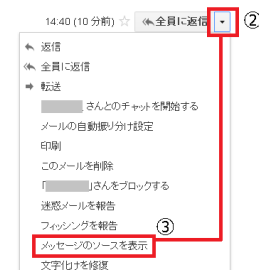 14:40 (10 分前) ☆ 全員に返信 ②
返信
全員に返信
転送
さんとのチャットを開始する
メールの自動振り分け設定
印刷
このメールを削除
「 」さんをブロックする
迷惑メールを報告
フィッシングを報告
③
メッセージのソースを表示
文字化けを修復